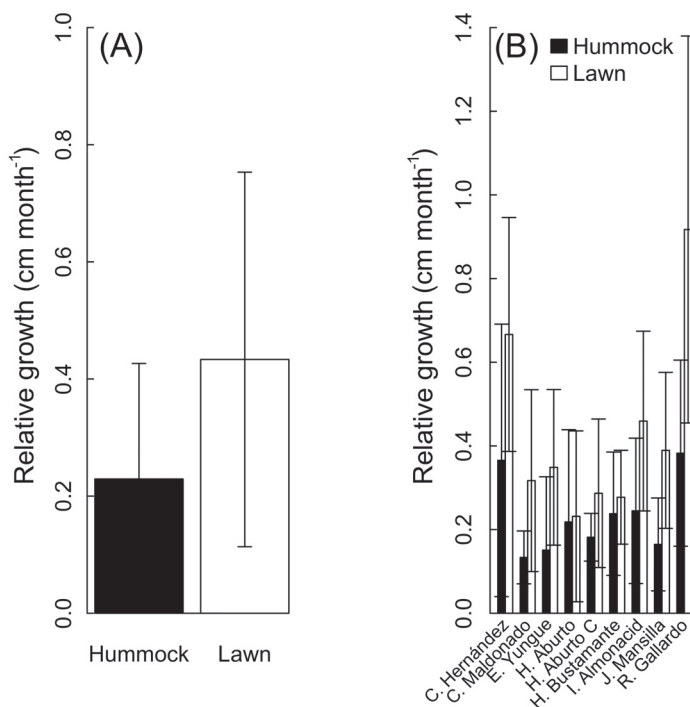 (A)
Relative growth (cm month⁻¹)
1.0
0.8
0.6
0.4
0.2
0.0
Hummock
Lawn
(B)
Hummock
Lawn
Relative growth (cm month⁻¹)
1.4
1.2
1.0
0.8
0.6
0.4
0.2
0.0
C. Hernández
C. Maldonado
E. Yungue
H. Aburto
H. Aburto C
H. Bustamante
I. Almonacid
J. Mansilla
R. Gallardo